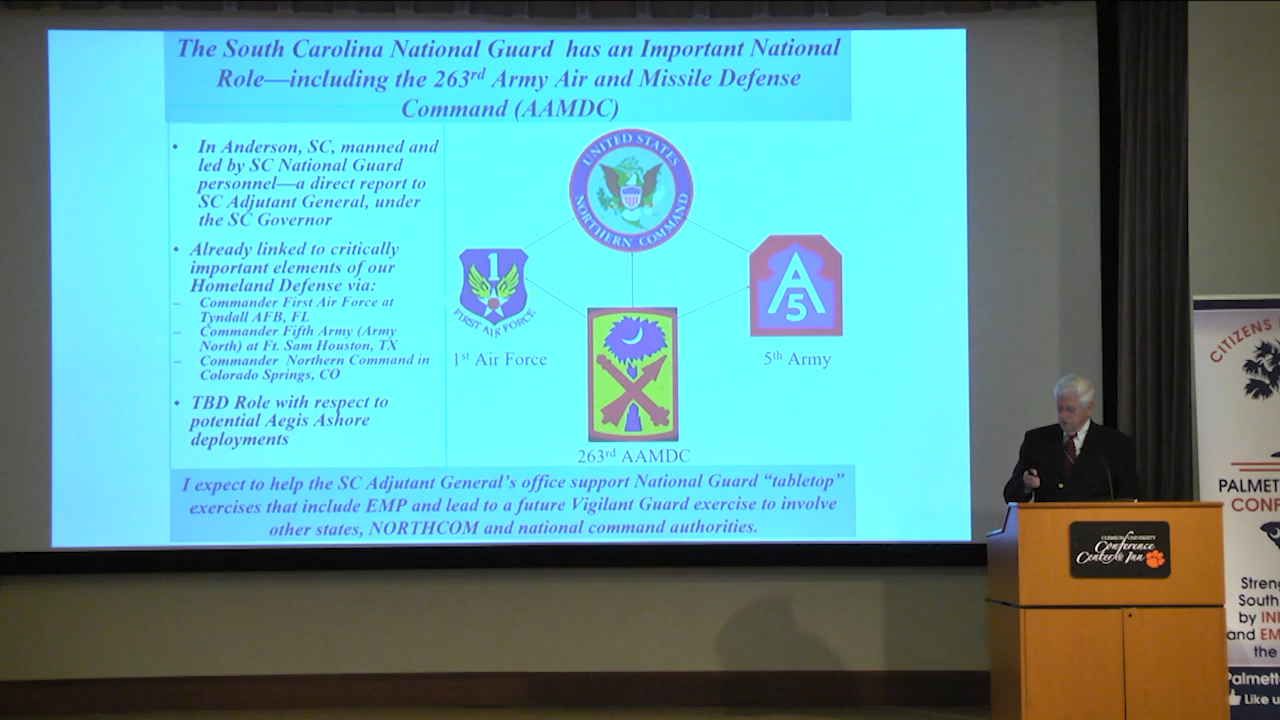 The South Carolina National Guard has an Important National
Role—including the 263rd Army Air and Missile Defense
Command (AAMDC)
• In Anderson, SC, manned and
led by SC National Guard
personnel—a direct report to
SC Adjutant General, under
the SC Governor
• Already linked to critically
important elements of our
Homeland Defense via:
– Commander First Air Force at
Tyndall AFB, FL
– Commander Fifth Army (Army
North) at Ft. Sam Houston, TX
– Commander Northern Command in
Colorado Springs, CO
• TBD Role with respect to
potential Aegis Ashore
deployments
UNITED STATES
NORTHERN COMMAND
1
FIRST AIR FORCE
1st Air Force
A
5
5th Army
263rd AAMDC
I expect to help the SC Adjutant General's office support National Guard “tabletop”
exercises that include EMP and lead to a future Vigilant Guard exercise to involve
other states, NORTHCOM and national command authorities.
CLEMSON UNIVERSITY
Conference
Center & Inn
CITIZENS
PALMET
CONF
Stren
South
by IN
and EM
the
Palmett
Like u